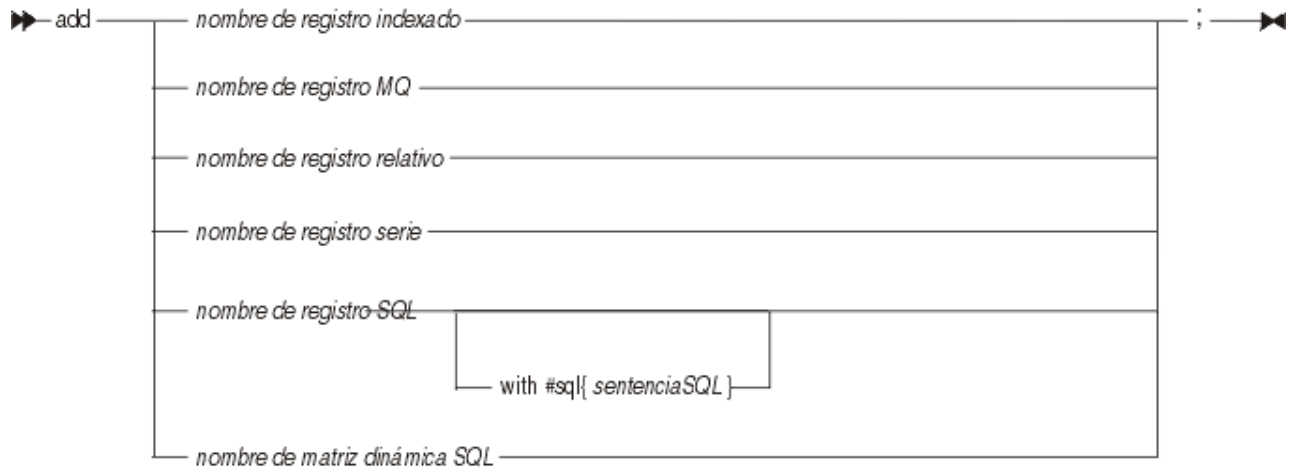 add nombre de registro indexado ;
nombre de registro MQ
nombre de registro relativo
nombre de registro serie
nombre de registro SQL
with #sql{ sentenciaSQL }
nombre de matriz dinámica SQL